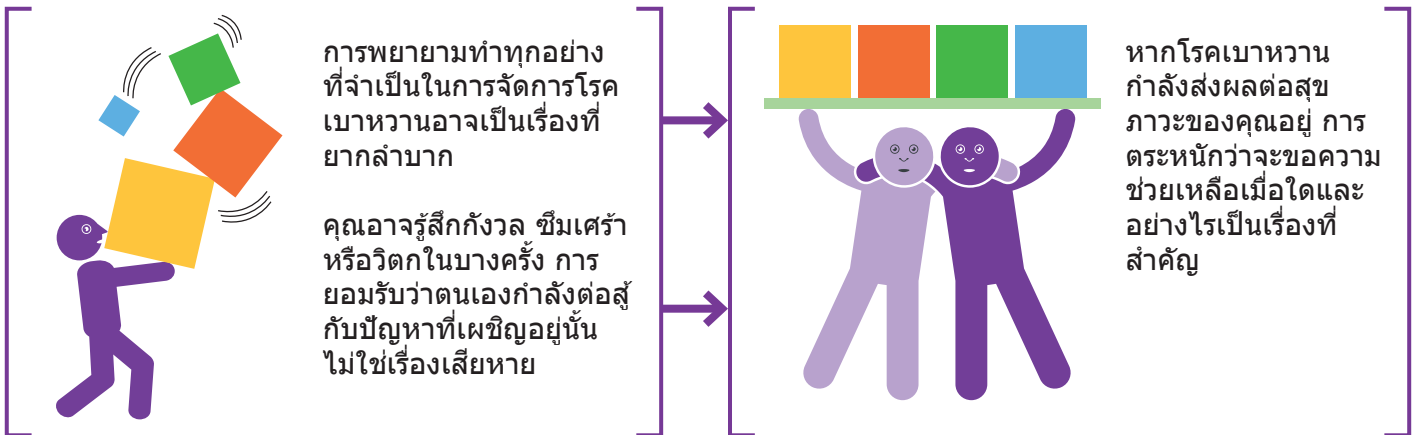 การพยายามทำทุกอย่าง
ที่จำเป็นในการจัดการโรค
เบาหวานอาจเป็นเรื่องที่
ยากลำบาก
คุณอาจรู้สึกกังวล ซึมเศร้า
หรือวิตกในบางครั้ง การ
ยอมรับว่าตนเองกำลังต่อสู้
กับปัญหาที่เผชิญอยู่นั้น
ไม่ใช่เรื่องเสียหาย
หากโรคเบาหวาน
กำลังส่งผลต่อสุข
ภาวะของคุณอยู่ การ
ตระหนักว่าจะขอความ
ช่วยเหลือเมื่อใดและ
อย่างไรเป็นเรื่องที่
สำคัญ